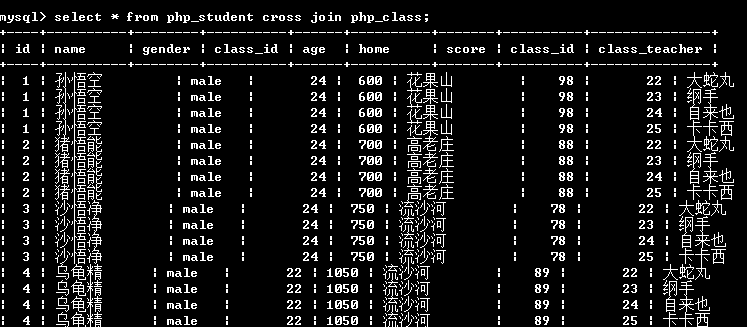 mysql> select * from php_student cross join php_class;
+----+-----------+--------+----------+------+--------+-------+----------+---------------+
| id | name | gender | class_id | age | home | score | class_id | class_teacher |
+----+-----------+--------+----------+------+--------+-------+----------+---------------+
| 1 | 孙悟空 | male | 24 | 600 | 花果山 | 98 | 22 | 大蛇丸
| 1 | 孙悟空 | male | 24 | 600 | 花果山 | 98 | 23 | 纲手
| 1 | 孙悟空 | male | 24 | 600 | 花果山 | 98 | 24 | 自来也
| 1 | 孙悟空 | male | 24 | 600 | 花果山 | 98 | 25 | 卡卡西
| 2 | 猪悟能 | male | 24 | 700 | 高老庄 | 88 | 22 | 大蛇丸
| 2 | 猪悟能 | male | 24 | 700 | 高老庄 | 88 | 23 | 纲手
| 2 | 猪悟能 | male | 24 | 700 | 高老庄 | 88 | 24 | 自来也
| 2 | 猪悟能 | male | 24 | 700 | 高老庄 | 88 | 25 | 卡卡西
| 3 | 沙悟净 | male | 24 | 750 | 流沙河 | 78 | 22 | 大蛇丸
| 3 | 沙悟净 | male | 24 | 750 | 流沙河 | 78 | 23 | 纲手
| 3 | 沙悟净 | male | 24 | 750 | 流沙河 | 78 | 24 | 自来也
| 3 | 沙悟净 | male | 24 | 750 | 流沙河 | 78 | 25 | 卡卡西
| 4 | 乌龟精 | male | 22 | 1050 | 流沙河 | 89 | 22 | 大蛇丸
| 4 | 乌龟精 | male | 22 | 1050 | 流沙河 | 89 | 23 | 纲手
| 4 | 乌龟精 | male | 22 | 1050 | 流沙河 | 89 | 24 | 自来也
| 4 | 乌龟精 | male | 22 | 1050 | 流沙河 | 89 | 25 | 卡卡西